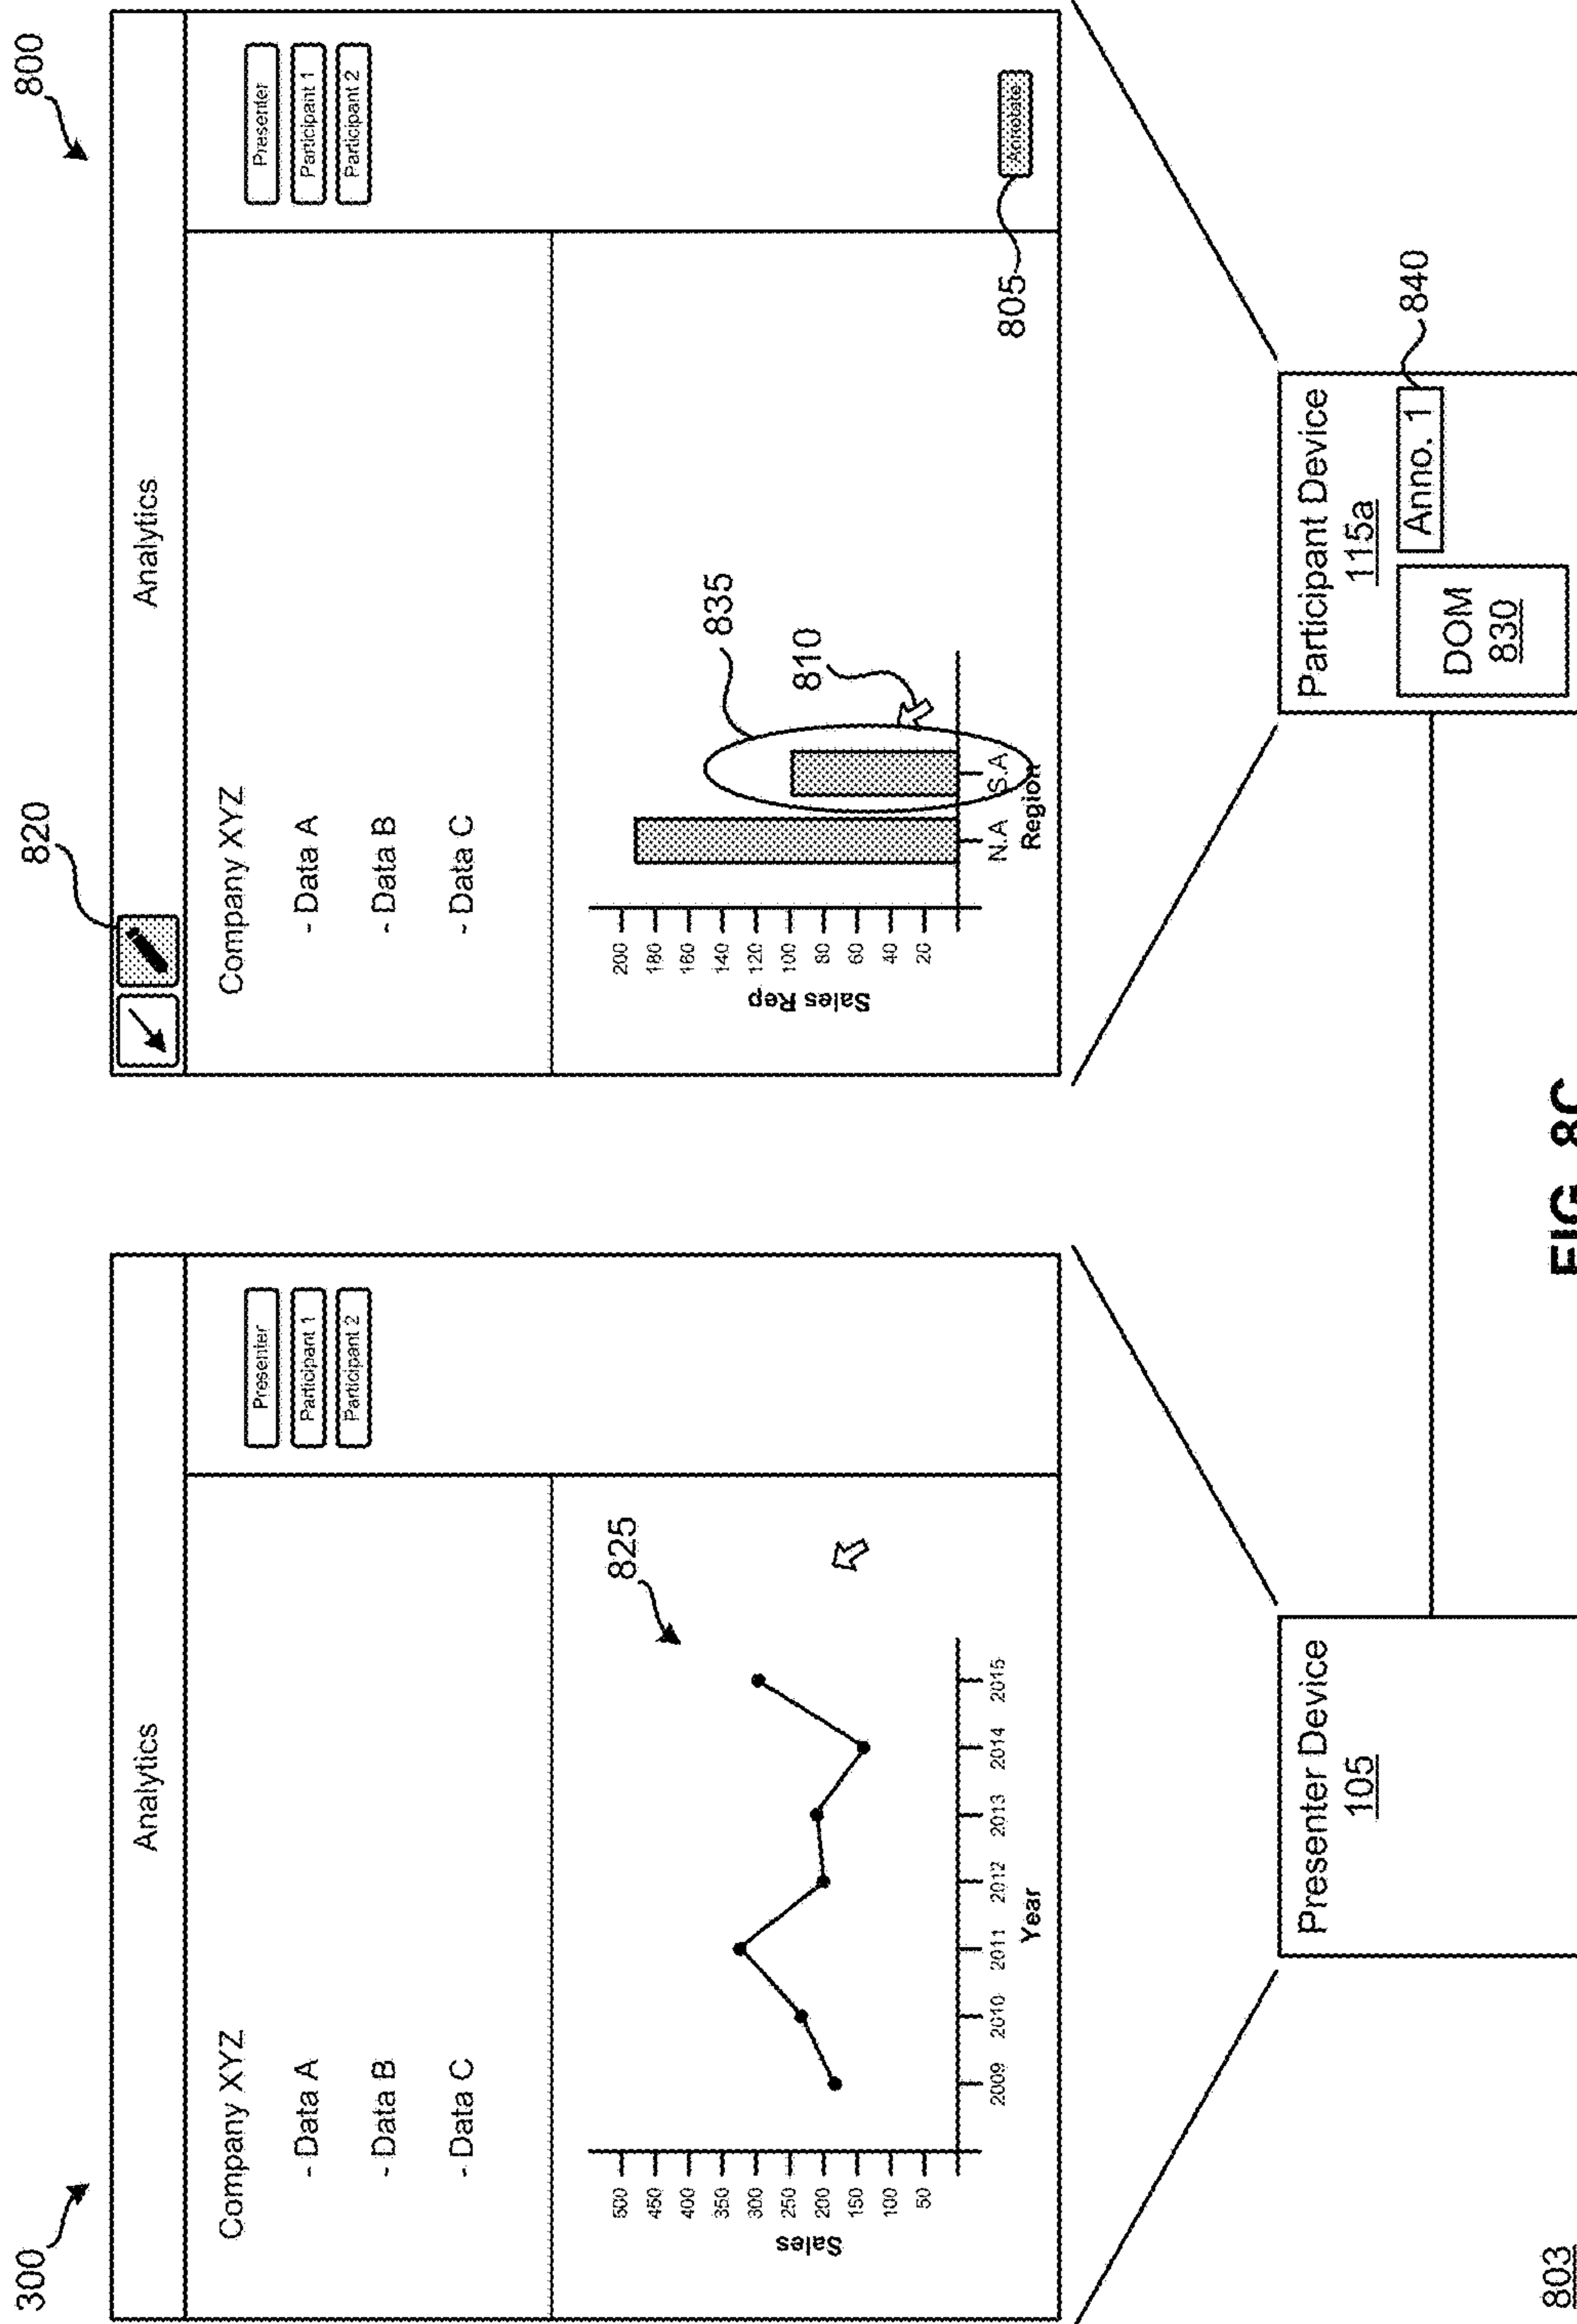 300
Analytics
Company XYZ
- Data A
- Data B
- Data C
Presenter
Participant 1
Participant 2
825
500
450
400
350
300
250
200
150
100
50
Sales
2009 2010 2011 2012 2013 2014 2015
Year
Presenter Device
105
820
800
Analytics
Company XYZ
- Data A
- Data B
- Data C
Presenter
Participant 1
Participant 2
835
810
200
180
160
140
120
100
80
60
40
20
Sales Rep
N.A S.A
Region
805
Annotate
Participant Device
115a
DOM
830
Anno. 1
840
803
FIG. 8C